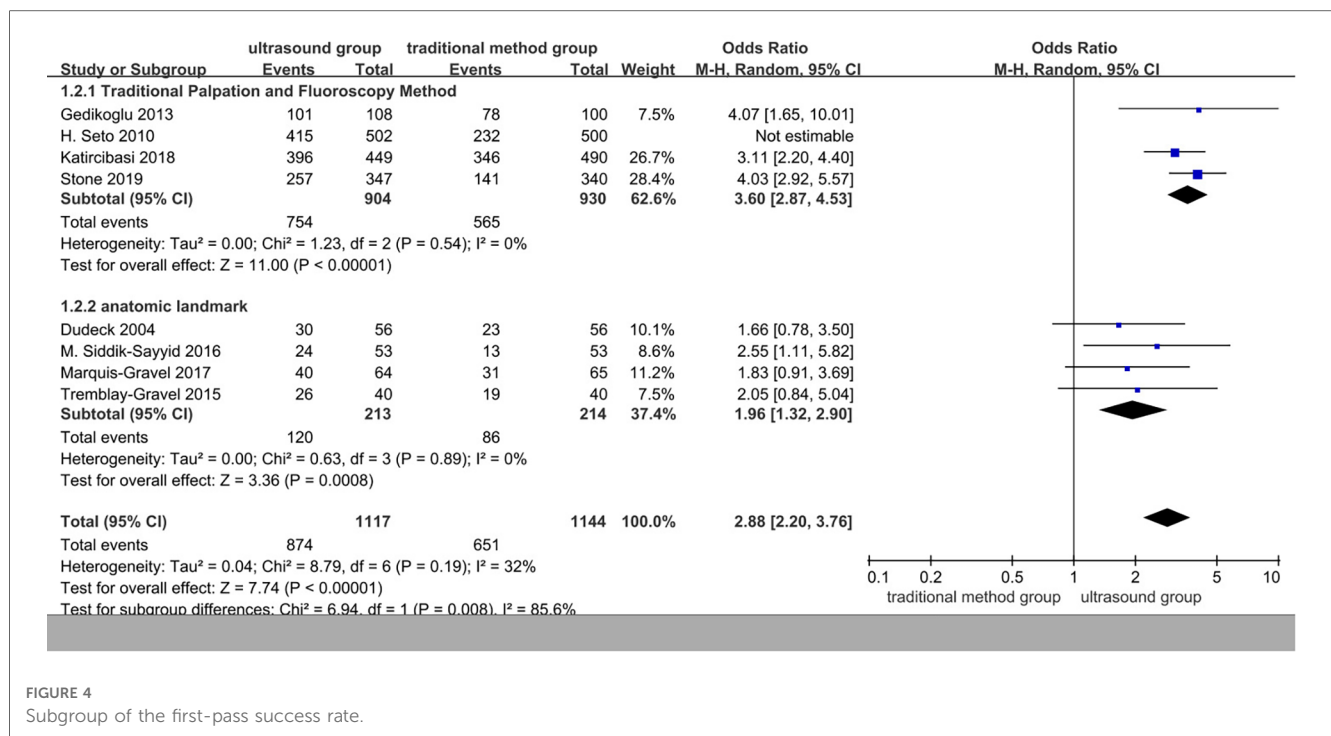 ultrasound group traditional method group Odds Ratio Odds Ratio
Study or Subgroup Events Total Events Total Weight M-H, Random, 95% CI M-H, Random, 95% CI
1.2.1 Traditional Palpation and Fluoroscopy Method
Gedikoglu 2013 101 108 78 100 7.5% 4.07 [1.65, 10.01]
H. Seto 2010 415 502 232 500 Not estimable
Katircibasi 2018 396 449 346 490 26.7% 3.11 [2.20, 4.40]
Stone 2019 257 347 141 340 28.4% 4.03 [2.92, 5.57]
Subtotal (95% CI) 904 930 62.6% 3.60 [2.87, 4.53]
Total events 754 565
Heterogeneity: Tau² = 0.00; Chi² = 1.23, df = 2 (P = 0.54); I² = 0%
Test for overall effect: Z = 11.00 (P < 0.00001)
1.2.2 anatomic landmark
Dudeck 2004 30 56 23 56 10.1% 1.66 [0.78, 3.50]
M. Siddik-Sayyid 2016 24 53 13 53 8.6% 2.55 [1.11, 5.82]
Marquis-Gravel 2017 40 64 31 65 11.2% 1.83 [0.91, 3.69]
Tremblay-Gravel 2015 26 40 19 40 7.5% 2.05 [0.84, 5.04]
Subtotal (95% CI) 213 214 37.4% 1.96 [1.32, 2.90]
Total events 120 86
Heterogeneity: Tau² = 0.00; Chi² = 0.63, df = 3 (P = 0.89); I² = 0%
Test for overall effect: Z = 3.36 (P = 0.0008)
Total (95% CI) 1117 1144 100.0% 2.88 [2.20, 3.76]
Total events 874 651
Heterogeneity: Tau² = 0.04; Chi² = 8.79, df = 6 (P = 0.19); I² = 32%
Test for overall effect: Z = 7.74 (P < 0.00001)
Test for subgroup differences: Chi² = 6.94, df = 1 (P = 0.008), I² = 85.6%
0.1 0.2 0.5 1 2 5 10
traditional method group ultrasound group
FIGURE 4
Subgroup of the first-pass success rate.